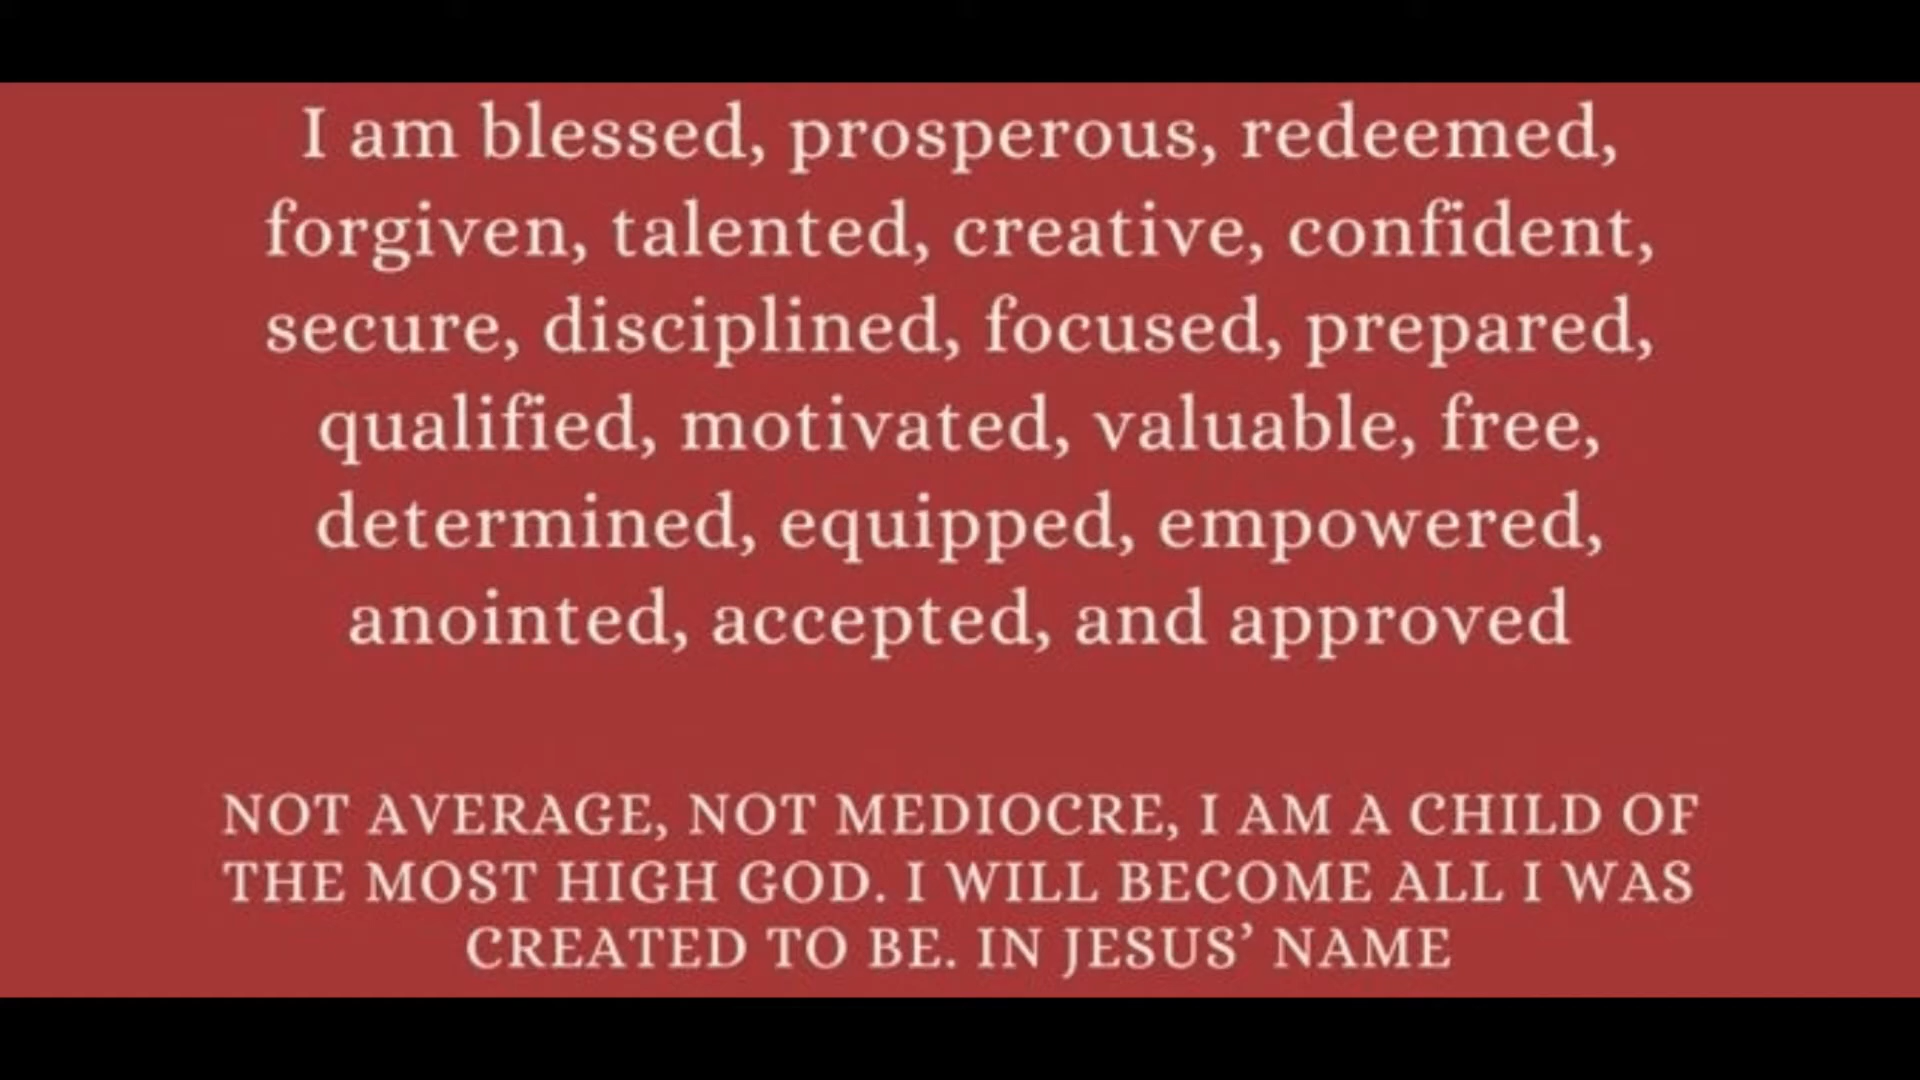 I am blessed, prosperous, redeemed,
forgiven, talented, creative, confident,
secure, disciplined, focused, prepared,
qualified, motivated, valuable, free,
determined, equipped, empowered,
anointed, accepted, and approved
NOT AVERAGE, NOT MEDIOCRE, I AM A CHILD OF
THE MOST HIGH GOD. I WILL BECOME ALL I WAS
CREATED TO BE. IN JESUS’ NAME